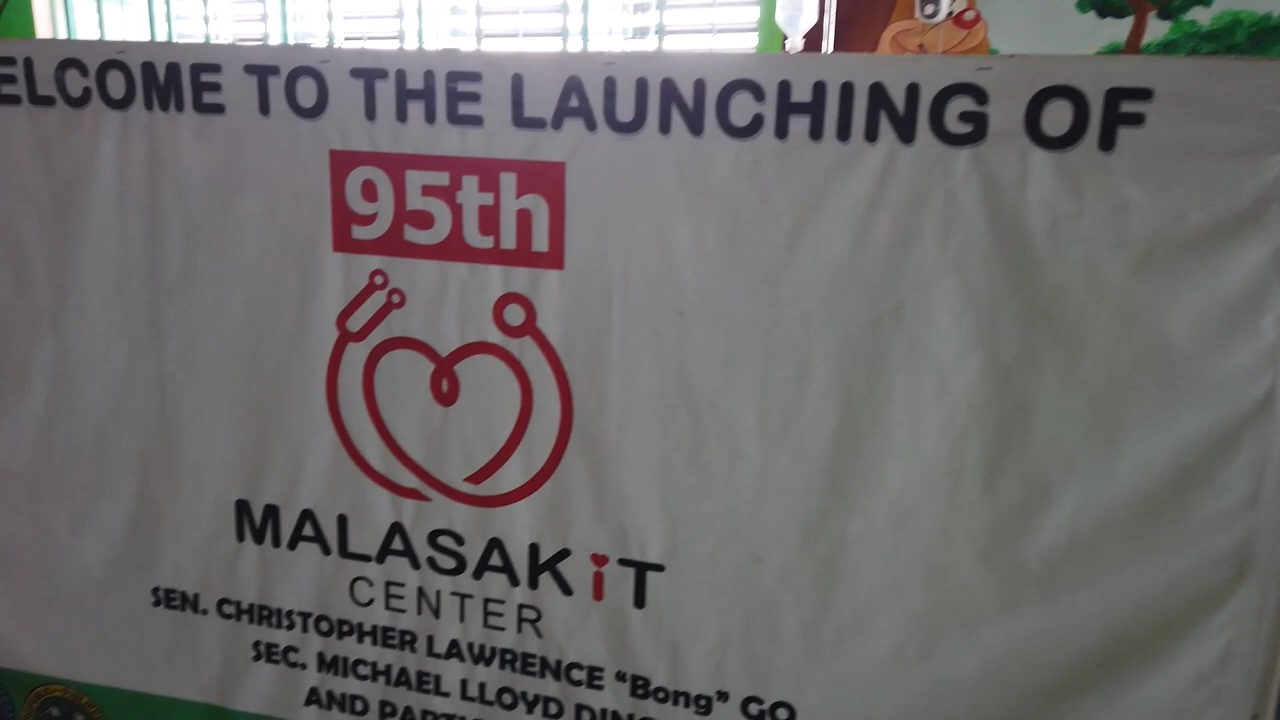 ELCOME TO THE LAUNCHING OF
95th
MALASAKiT
CENTER
SEN. CHRISTOPHER LAWRENCE “Bong” GO
SEC. MICHAEL LLOYD
AND